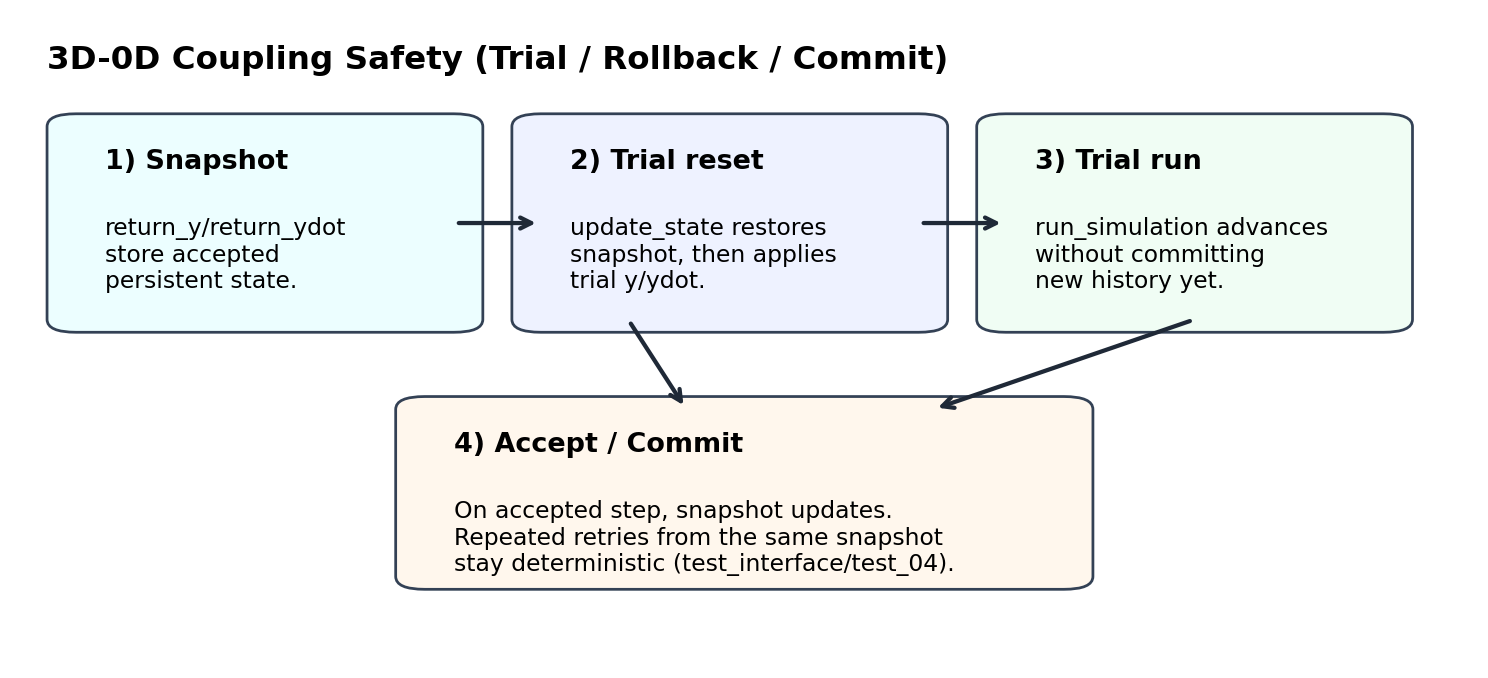 3D-0D Coupling Safety (Trial / Rollback / Commit)
1) Snapshot
return_y/return_ydot
store accepted
persistent state.
2) Trial reset
update_state restores
snapshot, then applies
trial y/ydot.
3) Trial run
run_simulation advances
without committing
new history yet.
4) Accept / Commit
On accepted step, snapshot updates.
Repeated retries from the same snapshot
stay deterministic (test_interface/test_04).